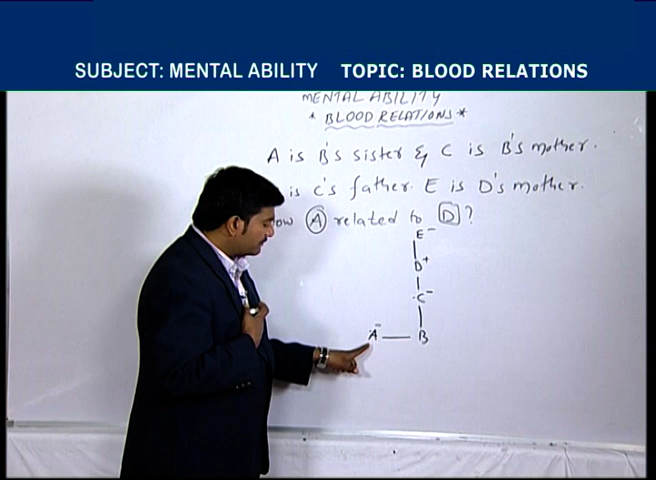 SUBJECT: MENTAL ABILITY TOPIC: BLOOD RELATIONS
MENTAL ABILITY
* BLOOD RELATIONS *
A is B's sister & C is B's mother.
is C's father. E is D's mother.
related to D?
A
E -
D +
C -
A - B